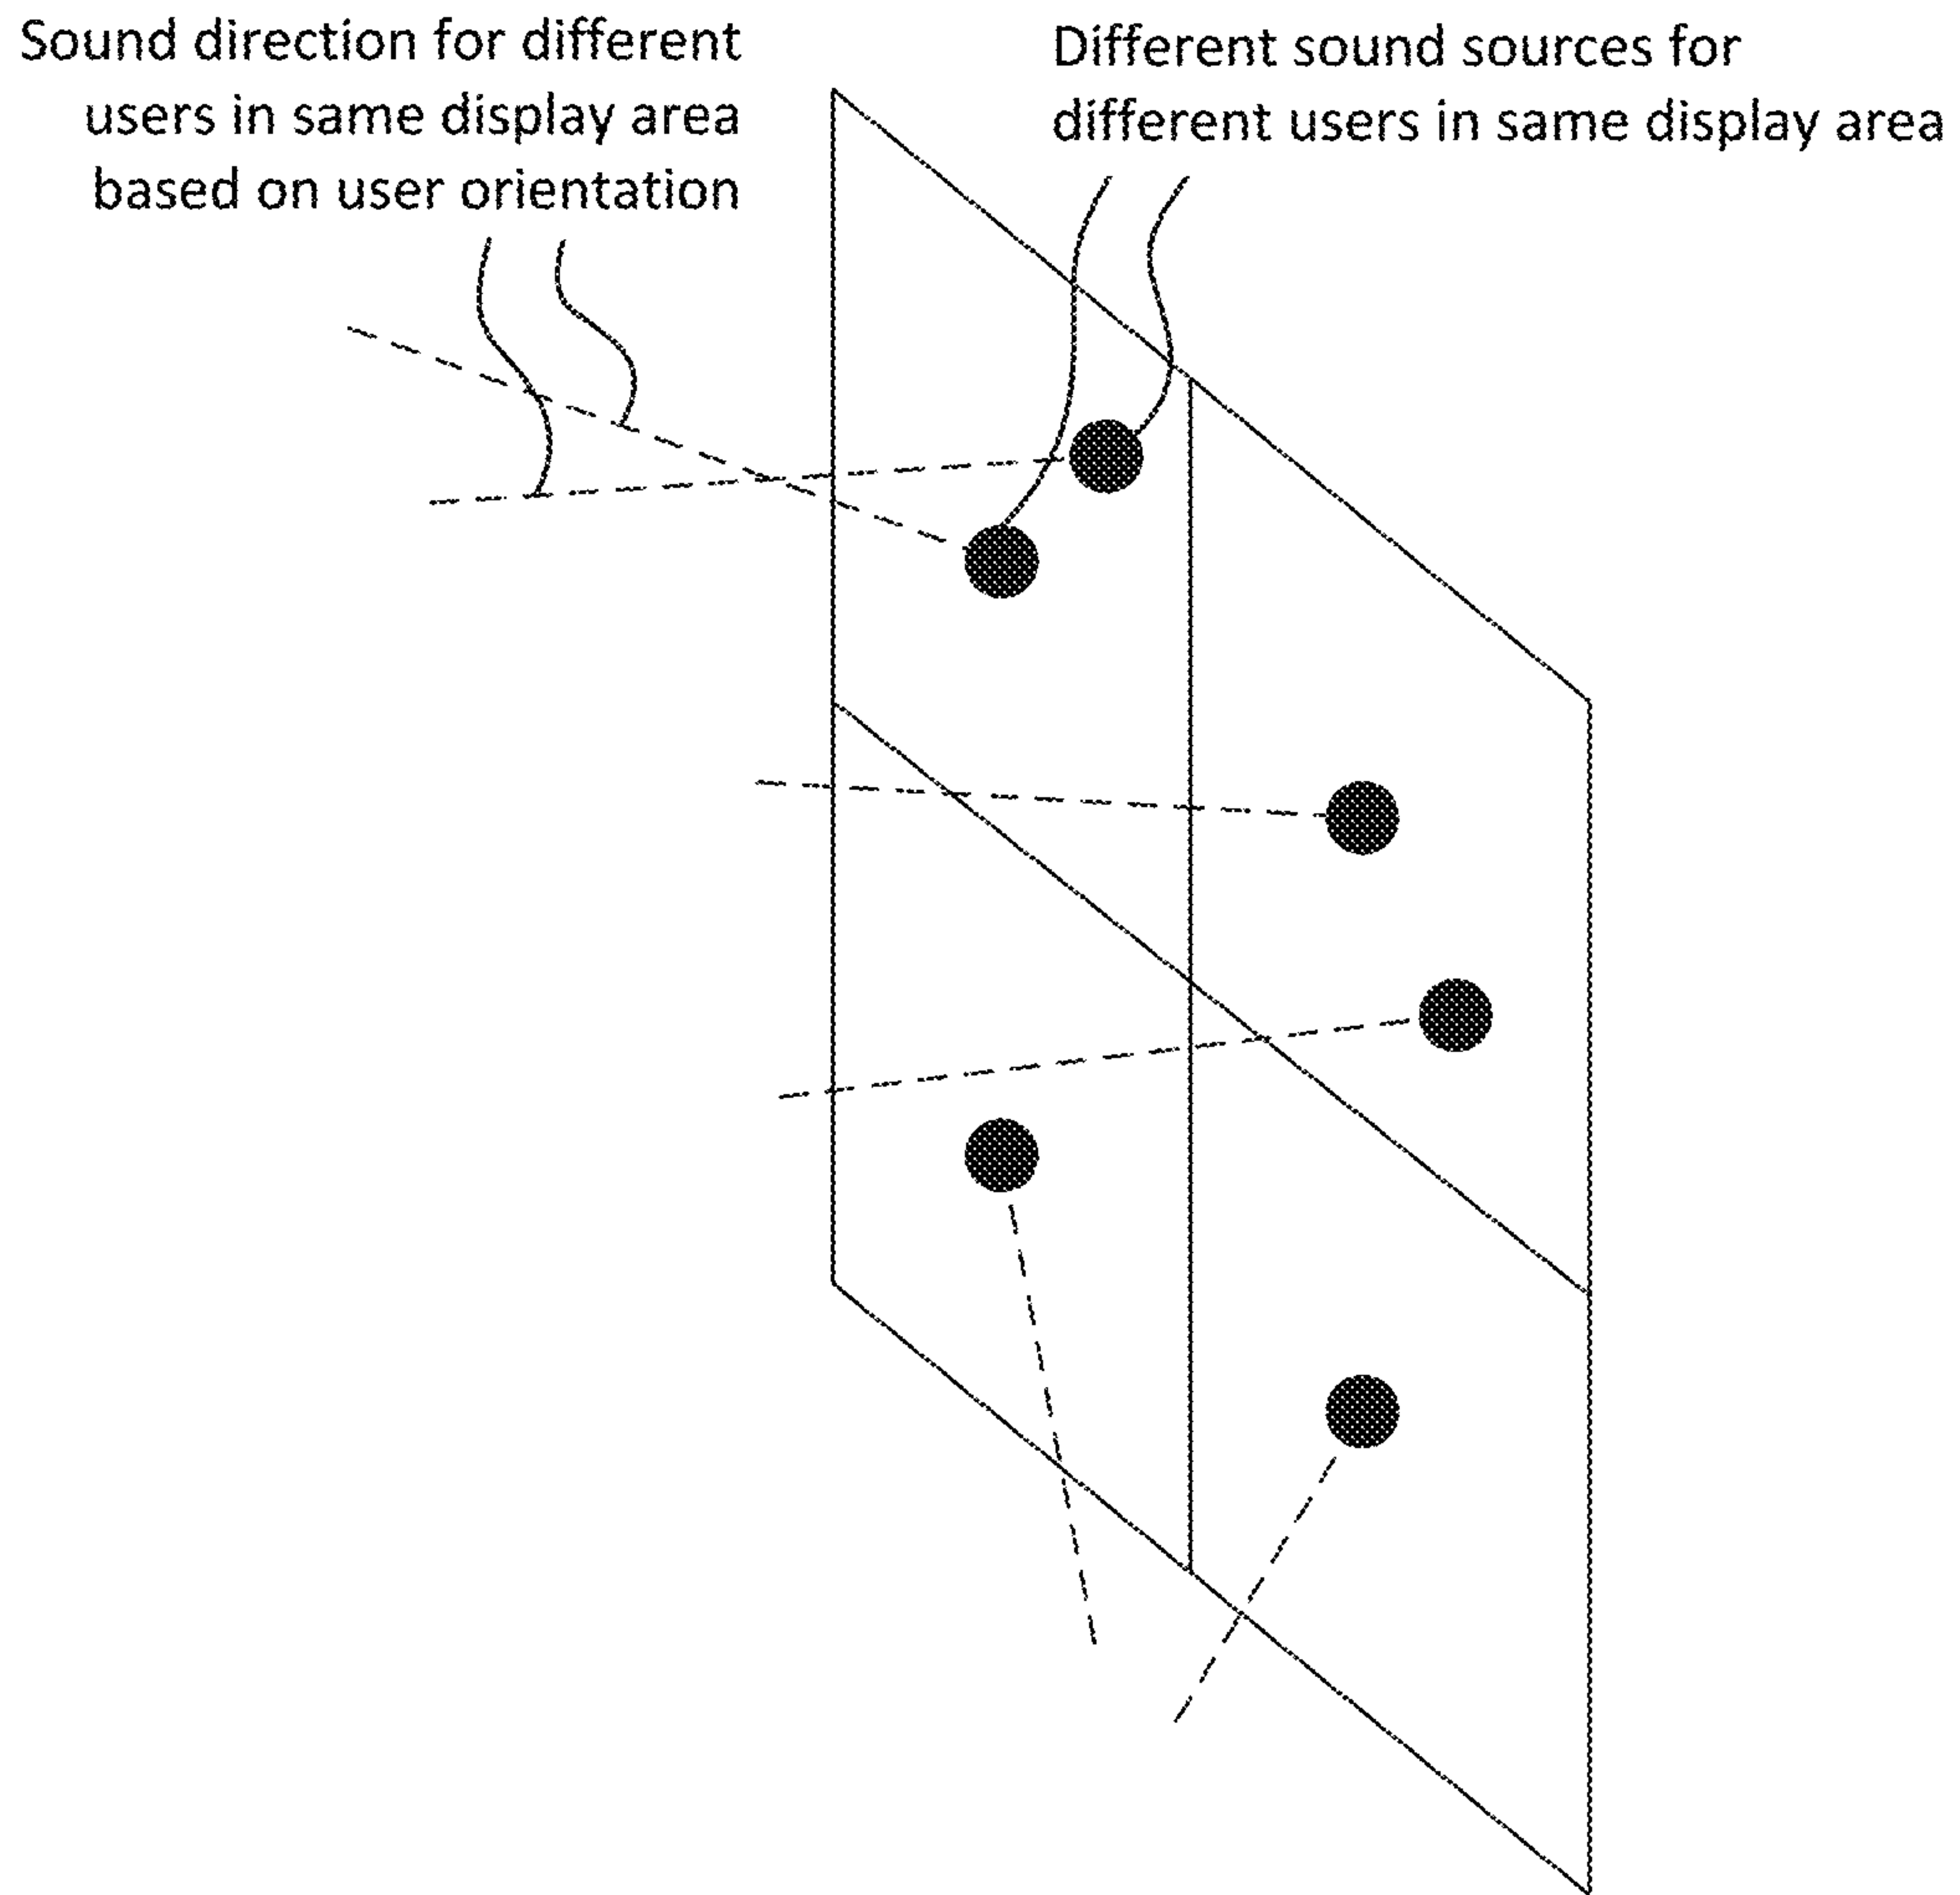 Sound direction for different
users in same display area
based on user orientation
Different sound sources for
different users in same display area